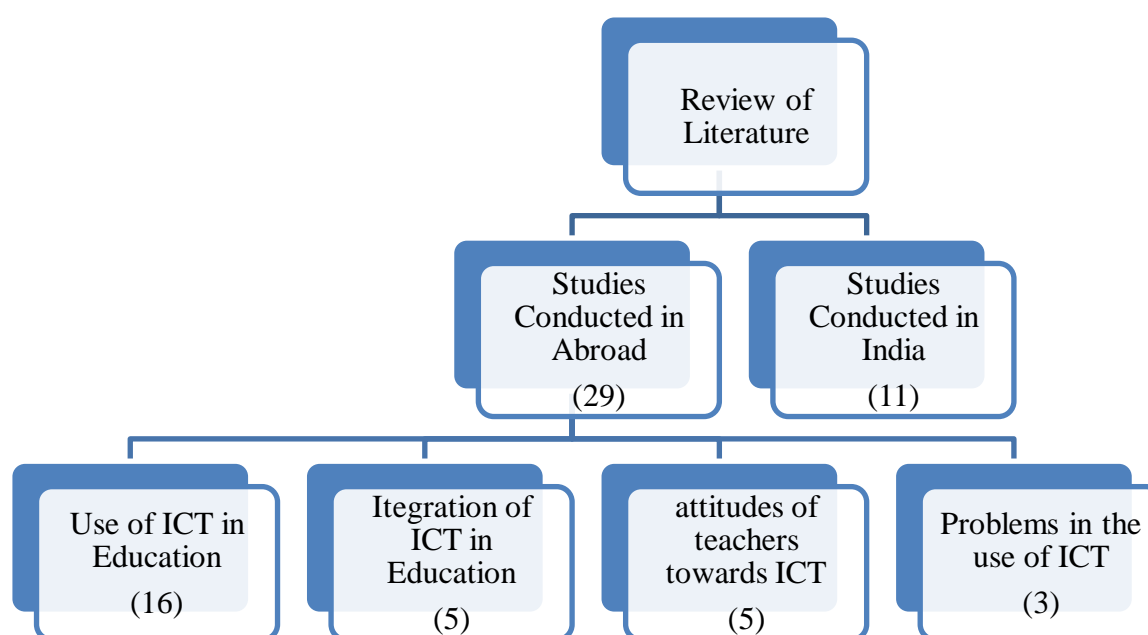 Review of
Literature
Studies
Conducted in
Abroad
(29)
Studies
Conducted in
India
(11)
Use of ICT in
Education
(16)
Itegration of
ICT in
Education
(5)
attitudes of
teachers
towards ICT
(5)
Problems in the
use of ICT
(3)